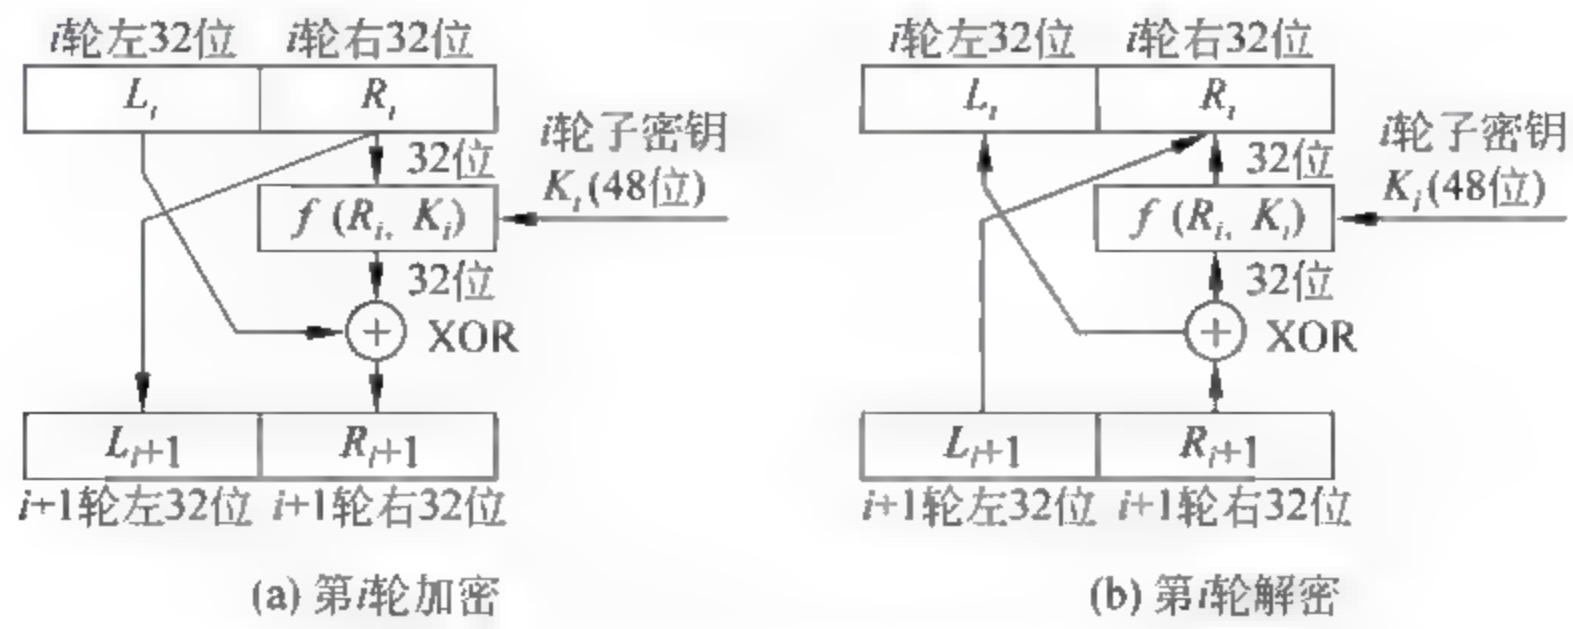 i轮左32位 i轮右32位
L_i R_i
32位
i轮子密钥
K_i(48位)
f (R_i, K_i)
32位
+ XOR
L_{i+1} R_{i+1}
i+1轮左32位 i+1轮右32位
(a) 第i轮加密
i轮左32位 i轮右32位
L_i R_i
32位
i轮子密钥
K_i(48位)
f (R_i, K_i)
32位
+ XOR
L_{i+1} R_{i+1}
i+1轮左32位 i+1轮右32位
(b) 第i轮解密